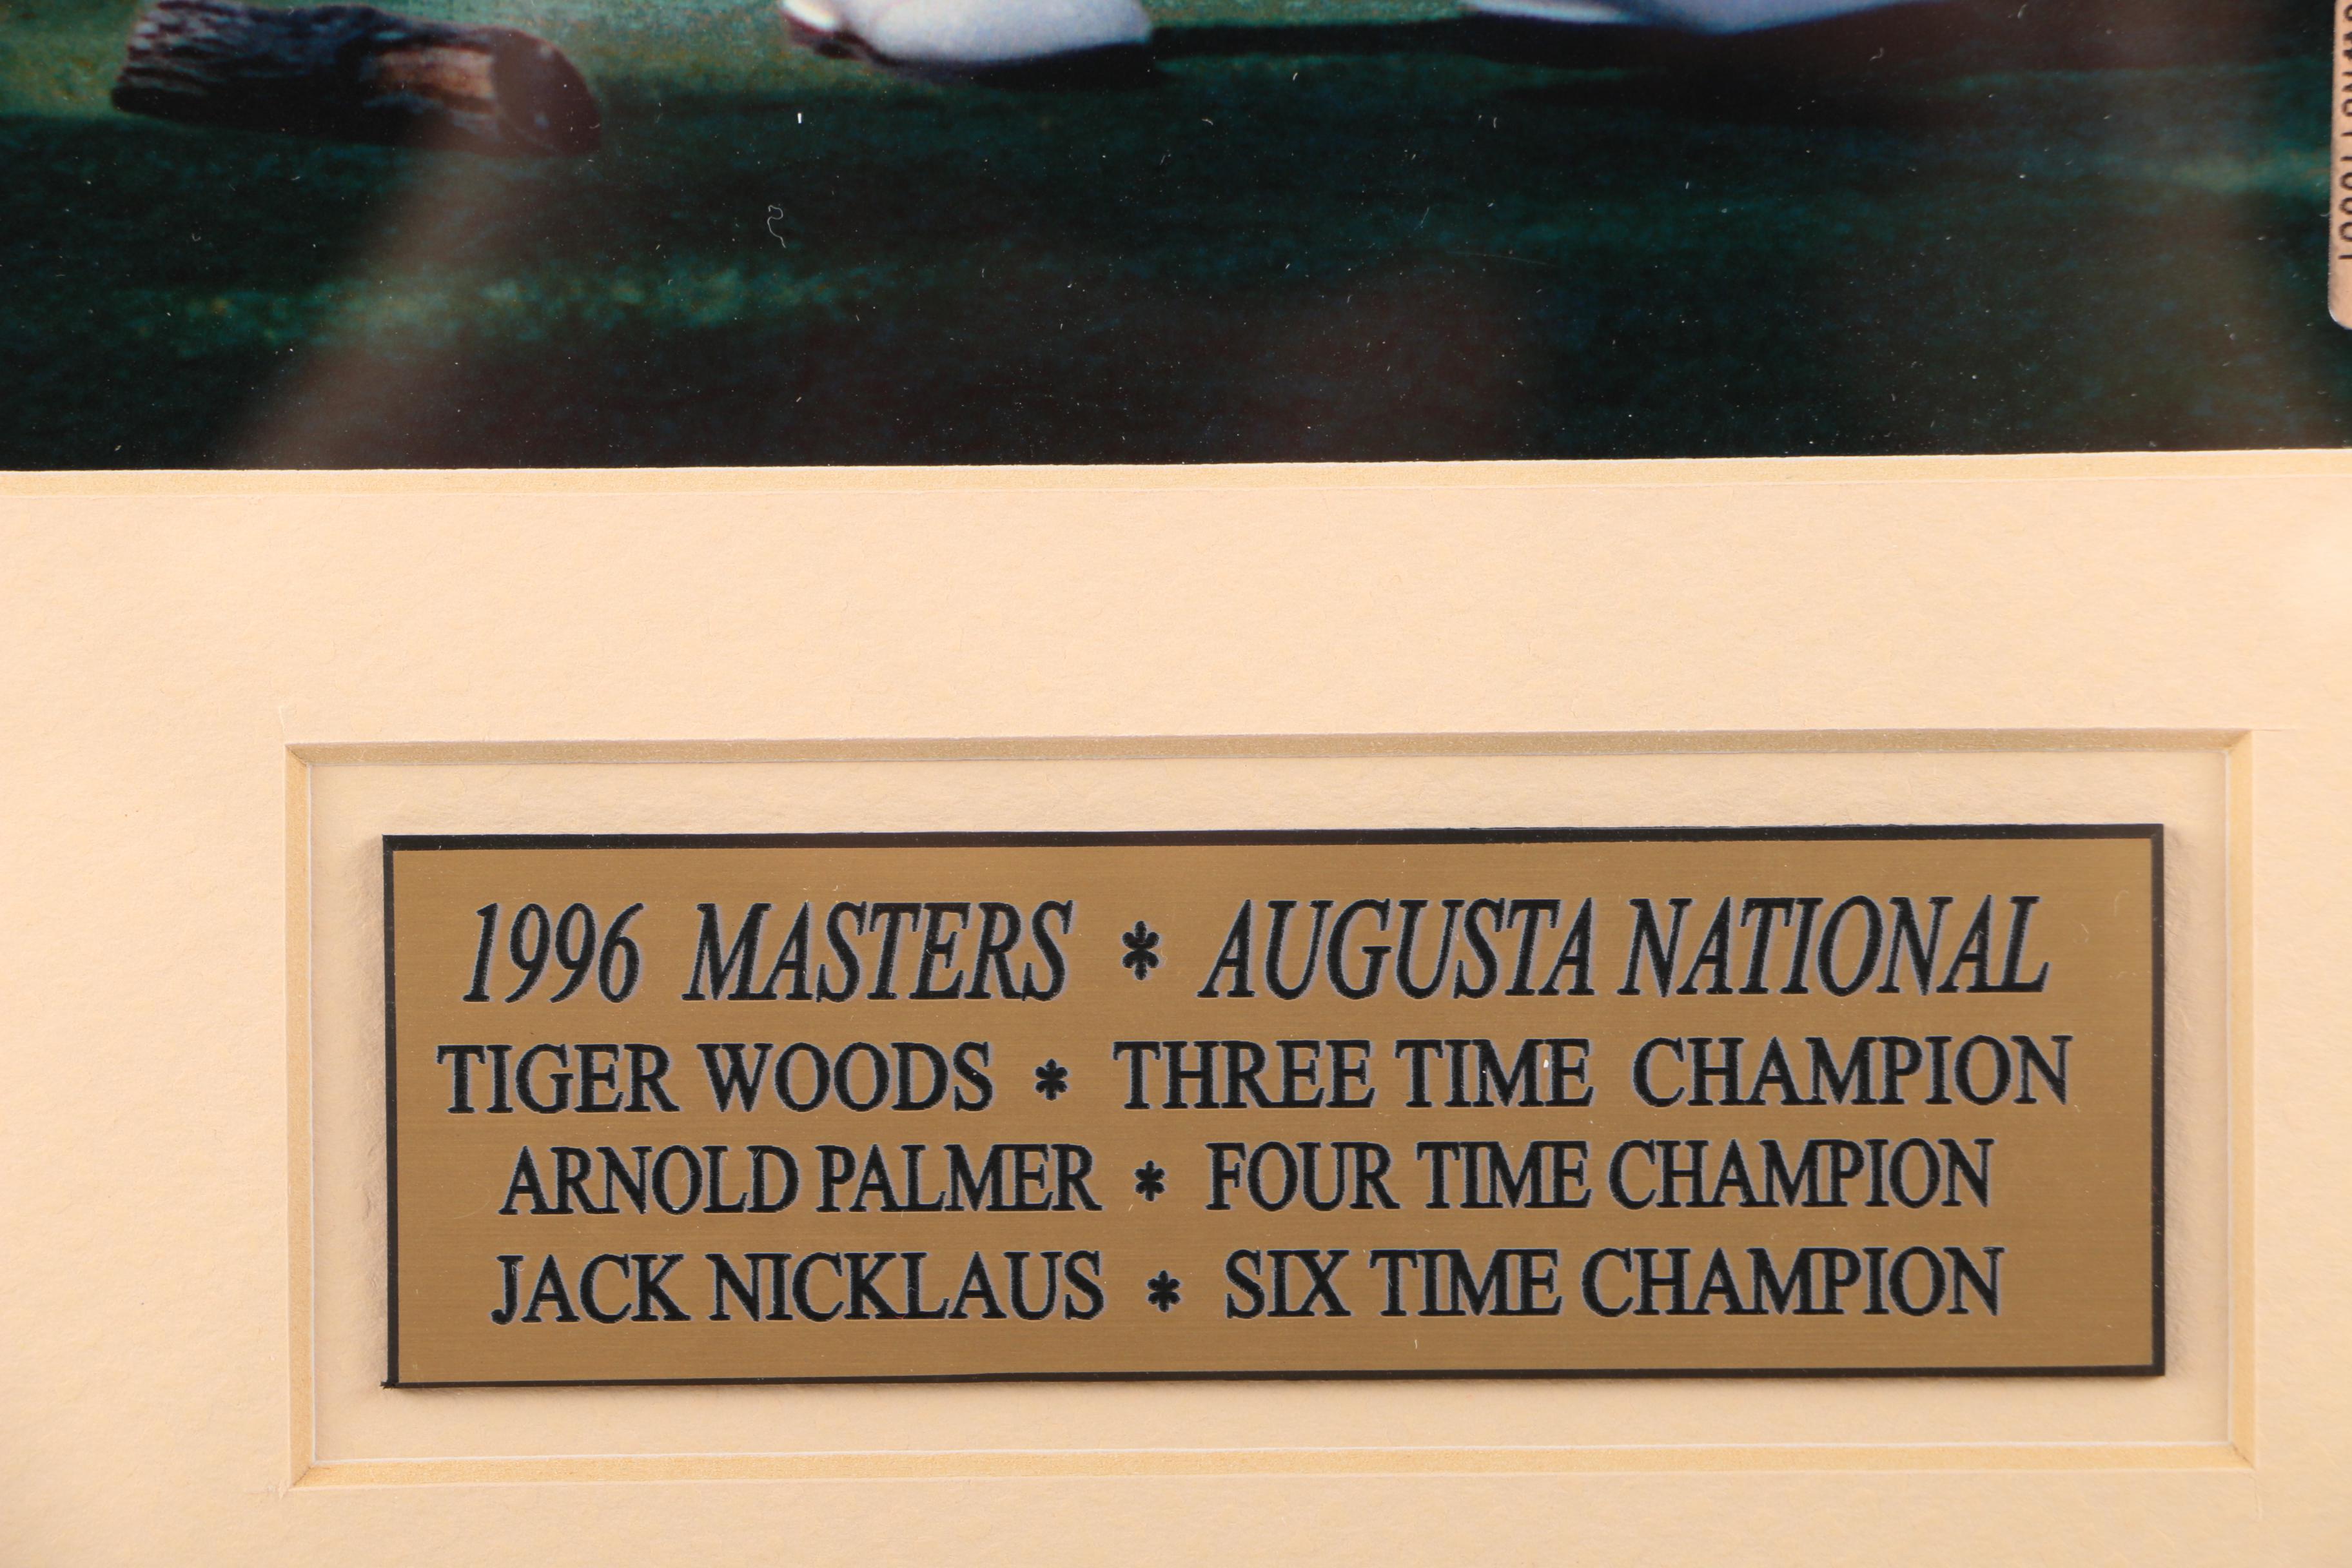 1996 MASTERS * AUGUSTA NATIONAL
TIGER WOODS * THREE TIME CHAMPION
ARNOLD PALMER * FOUR TIME CHAMPION
JACK NICKLAUS * SIX TIME CHAMPION